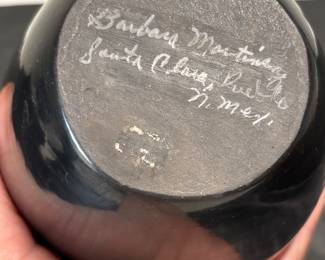 Barbara Martinez
Santa Clara Pueblo
N. Mex.